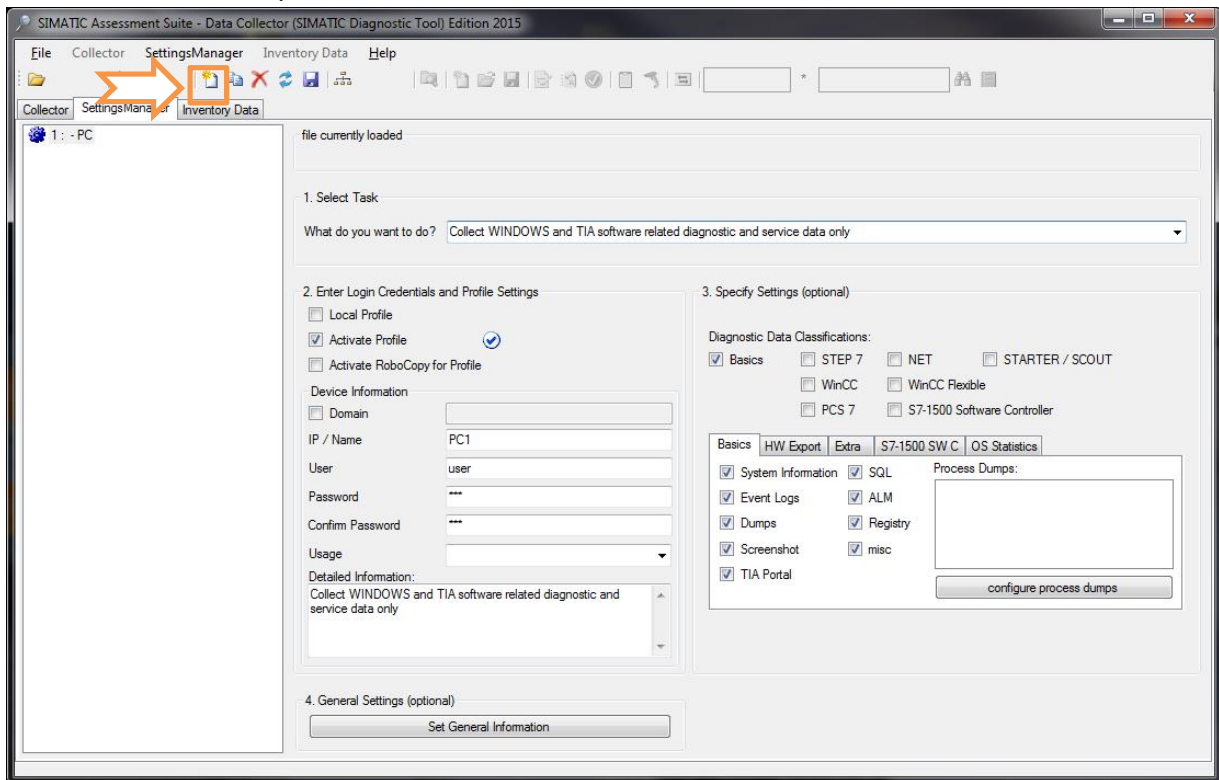 SIMATIC Assessment Suite - Data Collector (SIMATIC Diagnostic Tool) Edition 2015
File Collector SettingsManager Inventory Data Help
*
Collector SettingsManager Inventory Data
1 : - PC
file currently loaded
1. Select Task
What do you want to do? Collect WINDOWS and TIA software related diagnostic and service data only
2. Enter Login Credentials and Profile Settings
Local Profile
Activate Profile
Activate RoboCopy for Profile
Device Information
Domain
IP / Name PC1
User user
Password ***
Confirm Password ***
Usage
Detailed Information:
Collect WINDOWS and TIA software related diagnostic and
service data only
3. Specify Settings (optional)
Diagnostic Data Classifications:
Basics STEP 7 NET STARTER / SCOUT
WinCC WinCC Flexible
PCS 7 S7-1500 Software Controller
Basics HW Export Extra S7-1500 SW C OS Statistics
System Information SQL Process Dumps:
Event Logs ALM
Dumps Registry
Screenshot misc
TIA Portal
configure process dumps
4. General Settings (optional)
Set General Information